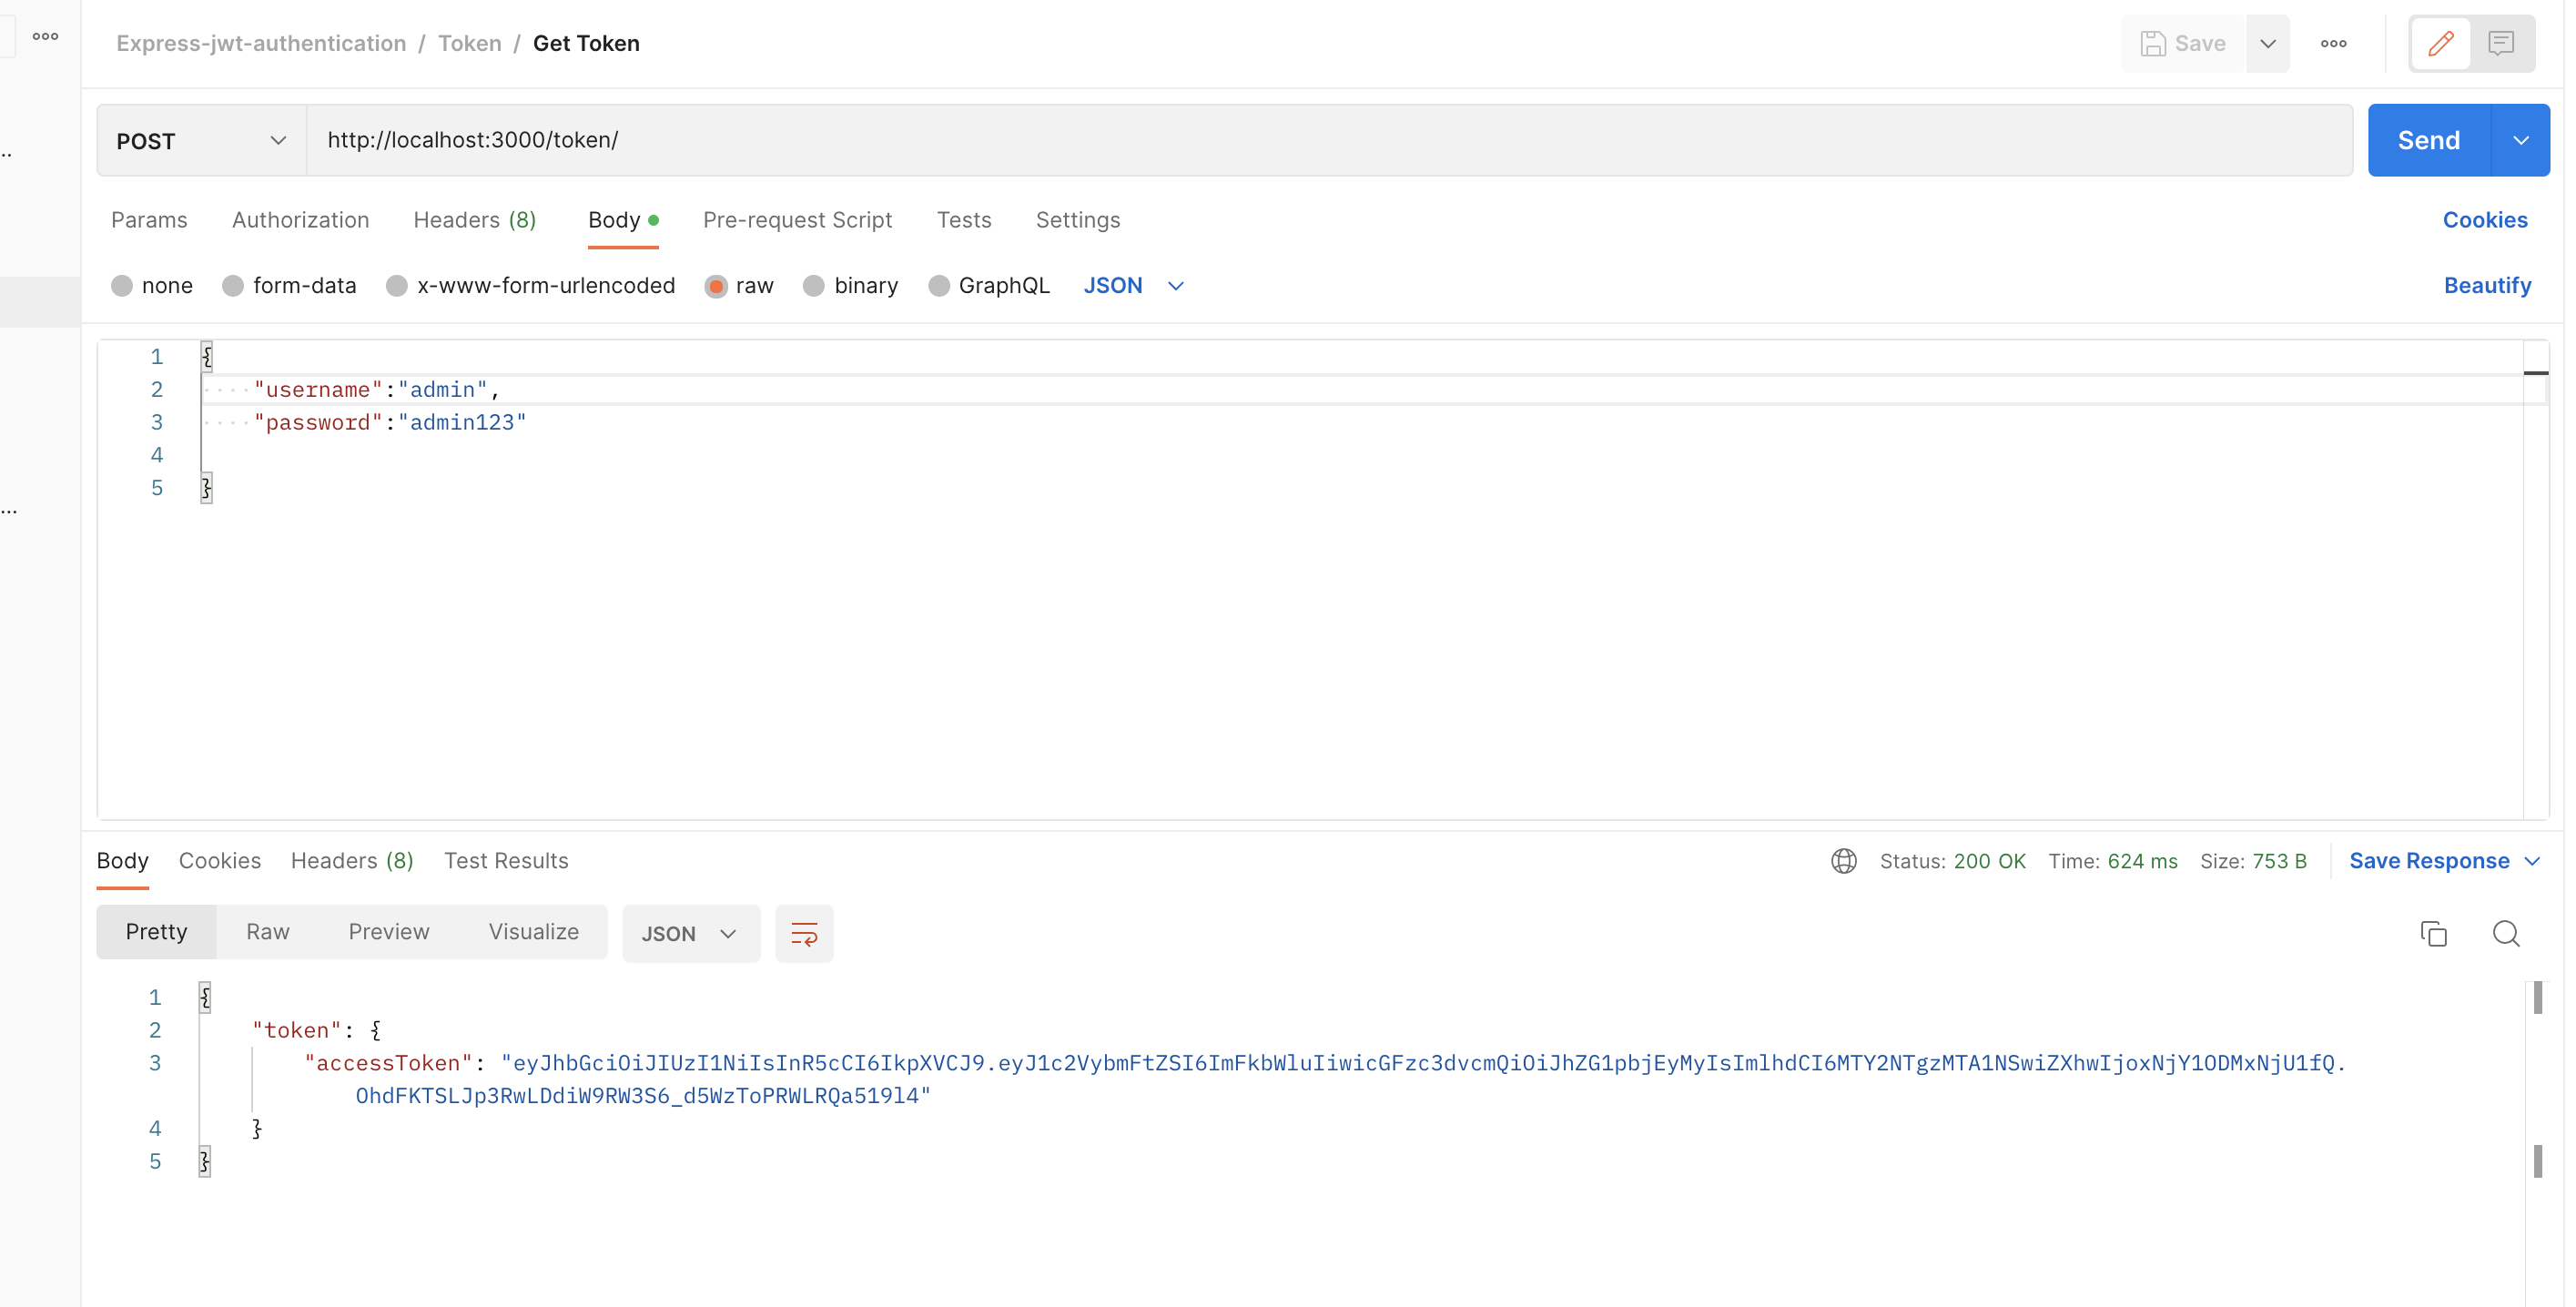 Express-jwt-authentication / Token / Get Token
Save
POST
http://localhost:3000/token/
Send
Params Authorization Headers (8) Body Pre-request Script Tests Settings Cookies
none form-data x-www-form-urlencoded raw binary GraphQL JSON Beautify
1 {
2 "username":"admin",
3 "password":"admin123"
4
5 }
Body Cookies Headers (8) Test Results Status: 200 OK Time: 624 ms Size: 753 B Save Response
Pretty Raw Preview Visualize JSON
1 {
2 "token": {
3 "accessToken": "eyJhbGciOiJIUzI1NiIsInR5cCI6IkpXVCJ9.eyJ1c2VybmFtZSI6ImFkbWluIiwicGFzc3dvcmQiOiJhZG1pbjEyMyIsImlhdCI6MTY2NTgzMTA1NSwiZXhwIjoxNjY1ODMxNjU1fQ.
OhdFKTSLJp3RwLDdiW9RW3S6_d5WzToPRWLRQa519l4"
4 }
5 }